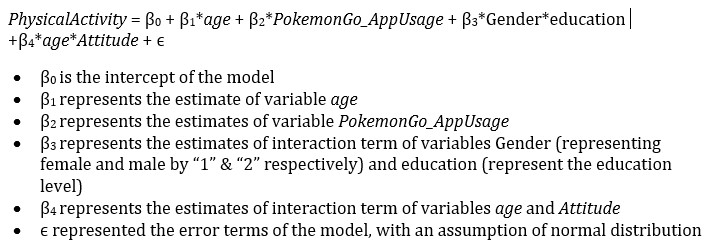 PhysicalActivity = β₀ + β₁*age + β₂*PokemonGo_AppUsage + β₃*Gender*education
+β₄*age*Attitude + ϵ
• β₀ is the intercept of the model
• β₁ represents the estimate of variable age
• β₂ represents the estimates of variable PokemonGo_AppUsage
• β₃ represents the estimates of interaction term of variables Gender (representing
female and male by “1” & “2” respectively) and education (represent the education
level)
• β₄ represents the estimates of interaction term of variables age and Attitude
• ϵ represented the error terms of the model, with an assumption of normal distribution